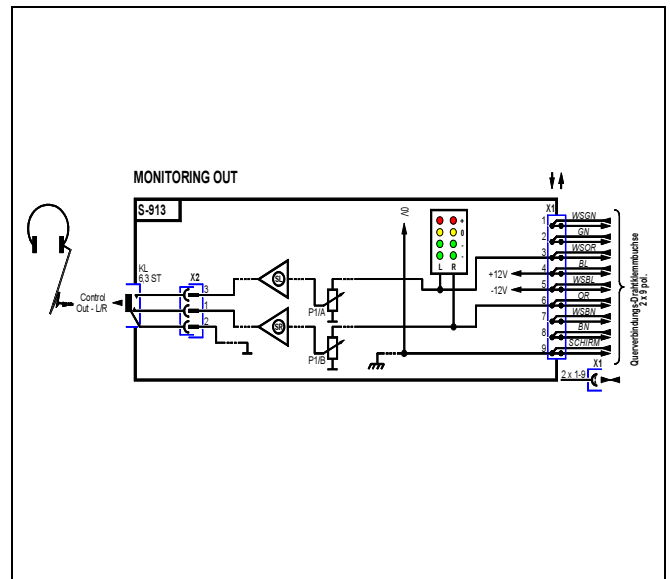 MONITORING OUT
S-913
X1
KL
6,3 ST
X2
Control
Out - L/R
3
1
2
SL
SR
P1/A
P1/B
0V
+
0
-
-
L R
+12V
-12V
1 WSGN
2 GN
3 WSOR
4 BL
5 WSBL
6 OR
7 WSBN
8 BN
9 SCHIRM
Querverbindungs-Drahtklemmbuchse
2 x 9 pol.
X1
2 x 1-9